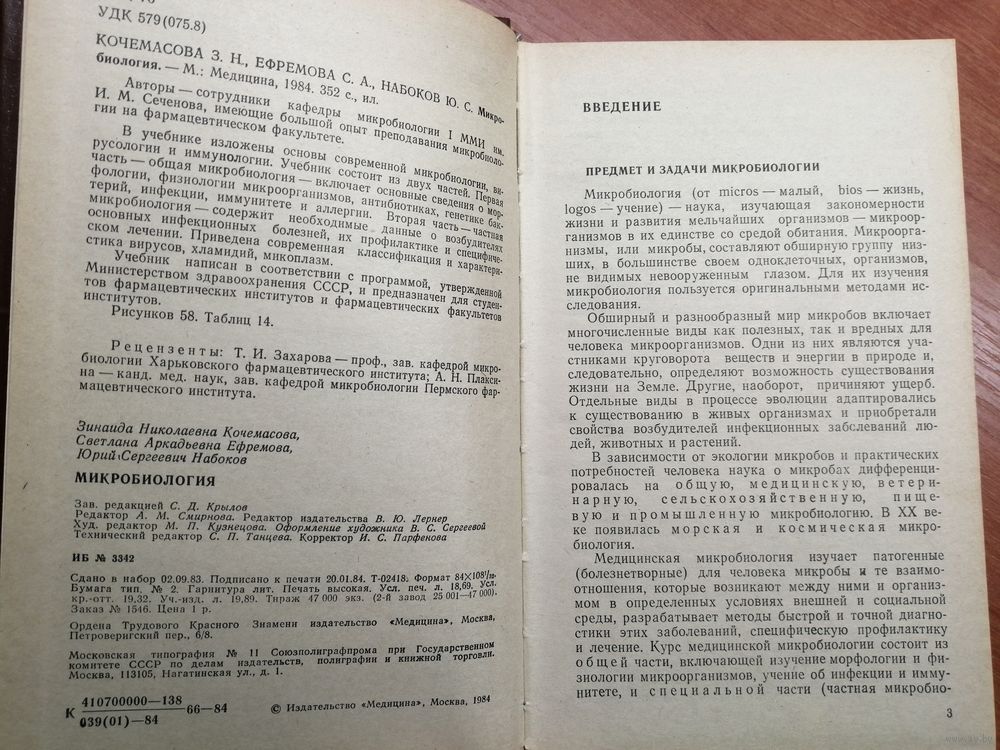 УДК 579(075.8)
КОЧЕМАСОВА З. Н., ЕФРЕМОВА С. А., НАБОКОВ Ю. С. Микро-
биология. — М.: Медицина, 1984. 352 с., ил.
Авторы — сотрудники кафедры микробиологии I ММИ им.
И. М. Сеченова, имеющие большой опыт преподавания микробиоло-
гии на фармацевтическом факультете.
В учебнике изложены основы современной микробиологии, ви-
русологии и иммунологии. Учебник состоит из двух частей. Первая
часть — общая микробиология — включает основные сведения о мор-
фологии, физиологии микроорганизмов, антибиотиках, генетике бак-
терий, инфекции, иммунитете и аллергии. Вторая часть — частная
микробиология — содержит необходимые данные о возбудителях
основных инфекционных болезней, их профилактике и специфиче-
ском лечении. Приведена современная классификация и характери-
стика вирусов, хламидий, микоплазм.
Учебник написан в соответствии с программой, утвержденной
Министерством здравоохранения СССР, и предназначен для студен-
тов фармацевтических институтов и фармацевтических факультетов
институтов.
Рисунков 58. Таблиц 14.
Рецензенты: Т. И. Захарова — проф., зав. кафедрой микро-
биологии Харьковского фармацевтического института; А. Н. Плакси-
на — канд. мед. наук, зав. кафедрой микробиологии Пермского фар-
мацевтического института.
Зинаида Николаевна Кочемасова,
Светлана Аркадьевна Ефремова,
Юрий Сергеевич Набоков
МИКРОБИОЛОГИЯ
Зав. редакцией С. Д. Крылов
Редактор А. М. Смирнова. Редактор издательства В. Ю. Лернер
Худ. редактор М. П. Кузнецова. Оформление художника В. С. Сергеевой
Технический редактор С. П. Танцева. Корректор И. С. Парфенова
ИБ № 3342
Сдано в набор 02.09.83. Подписано к печати 20.01.84. Т-02418. Формат 84×108¹/₃₂.
Бумага тип. № 2. Гарнитура лит. Печать высокая. Усл. печ. л. 18,69. Усл.
кр.-отт. 19,32. Уч.-изд. л. 19,89. Тираж 47 000 экз. (2-й завод 25 001—47 000).
Заказ № 1546. Цена 1 р.
Ордена Трудового Красного Знамени издательство «Медицина», Москва,
Петроверигский пер., 6/8.
Московская типография № 11 Союзполиграфпрома при Государственном
комитете СССР по делам издательств, полиграфии и книжной торговли.
Москва, 113105, Нагатинская ул., д. 1.
К 410700000—138
039(01)—84 66—84
© Издательство «Медицина», Москва, 1984
ВВЕДЕНИЕ
ПРЕДМЕТ И ЗАДАЧИ МИКРОБИОЛОГИИ
Микробиология (от micros — малый, bios — жизнь,
logos — учение) — наука, изучающая закономерности
жизни и развития мельчайших организмов — микроор-
ганизмов в их единстве со средой обитания. Микроорга-
низмы, или микробы, составляют обширную группу низ-
ших, в большинстве своем одноклеточных, организмов,
не видимых невооруженным глазом. Для их изучения
микробиология пользуется оригинальными методами ис-
следования.
Обширный и разнообразный мир микробов включает
многочисленные виды как полезных, так и вредных для
человека микроорганизмов. Одни из них являются уча-
стниками круговорота веществ и энергии в природе и,
следовательно, определяют возможность существования
жизни на Земле. Другие, наоборот, причиняют ущерб.
Отдельные виды в процессе эволюции адаптировались
к существованию в живых организмах и приобретали
свойства возбудителей инфекционных заболеваний лю-
дей, животных и растений.
В зависимости от экологии микробов и практических
потребностей человека наука о микробах дифференци-
ровалась на общую, медицинскую, ветери-
нарную, сельскохозяйственную, пище-
вую и промышленную микробиологию. В XX ве-
ке появилась морская и космическая микро-
биология.
Медицинская микробиология изучает патогенные
(болезнетворные) для человека микробы и те взаимо-
отношения, которые возникают между ними и организ-
мом в определенных условиях внешней и социальной
среды, разрабатывает методы быстрой и точной диагно-
стики этих заболеваний, специфическую профилактику
и лечение. Курс медицинской микробиологии состоит из
общей части, включающей изучение морфологии и фи-
зиологии микроорганизмов, учение об инфекции и имму-
нитете, и специальной части (частная микробио-
3